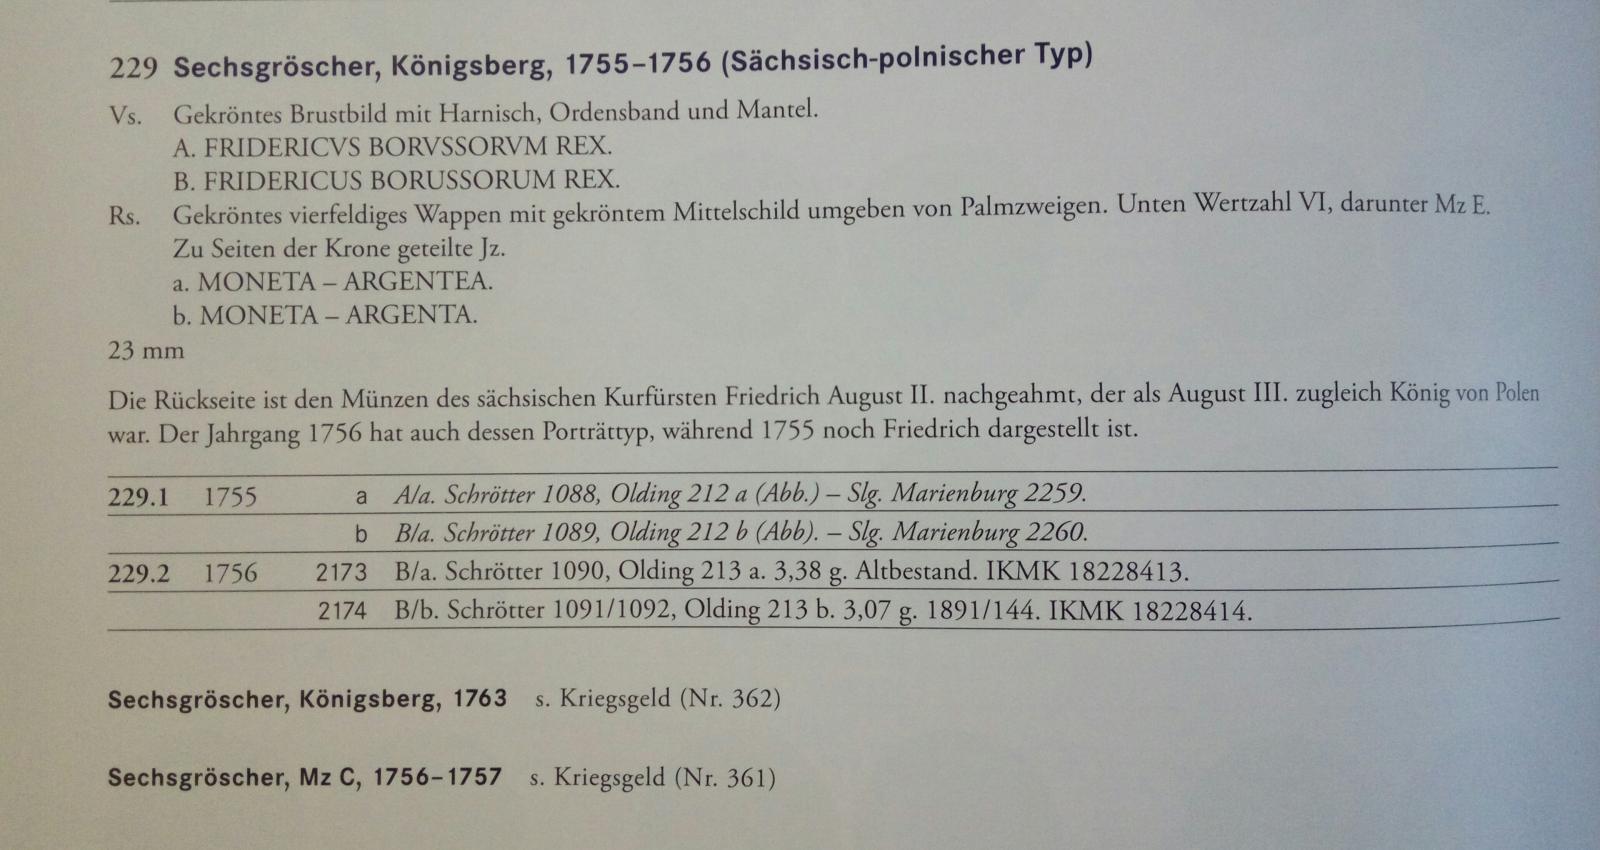 229 Sechsgröscher, Königsberg, 1755–1756 (Sächsisch-polnischer Typ)
Vs. Gekröntes Brustbild mit Harnisch, Ordensband und Mantel.
A. FRIDERICVS BORVSSORVM REX.
B. FRIDERICUS BORUSSORUM REX.
Rs. Gekröntes vierfeldiges Wappen mit gekröntem Mittelschild umgeben von Palmzweigen. Unten Wertzahl VI, darunter Mz E.
Zu Seiten der Krone geteilte Jz.
a. MONETA – ARGENTEA.
b. MONETA – ARGENTA.
23 mm
Die Rückseite ist den Münzen des sächsischen Kurfürsten Friedrich August II. nachgeahmt, der als August III. zugleich König von Polen
war. Der Jahrgang 1756 hat auch dessen Porträttyp, während 1755 noch Friedrich dargestellt ist.
229.1 1755 a A/a. Schrötter 1088, Olding 212 a (Abb.) – Slg. Marienburg 2259.
b B/a. Schrötter 1089, Olding 212 b (Abb). – Slg. Marienburg 2260.
229.2 1756 2173 B/a. Schrötter 1090, Olding 213 a. 3,38 g. Altbestand. IKMK 18228413.
2174 B/b. Schrötter 1091/1092, Olding 213 b. 3,07 g. 1891/144. IKMK 18228414.
Sechsgröscher, Königsberg, 1763 s. Kriegsgeld (Nr. 362)
Sechsgröscher, Mz C, 1756–1757 s. Kriegsgeld (Nr. 361)